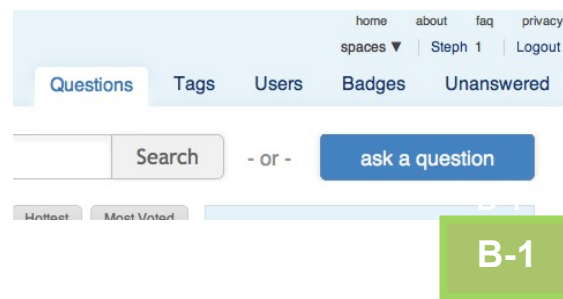 home about faq privacy
spaces ▼ Steph 1 Logout
Questions Tags Users Badges Unanswered
Search - or - ask a question
Hottest Most Voted
B-1